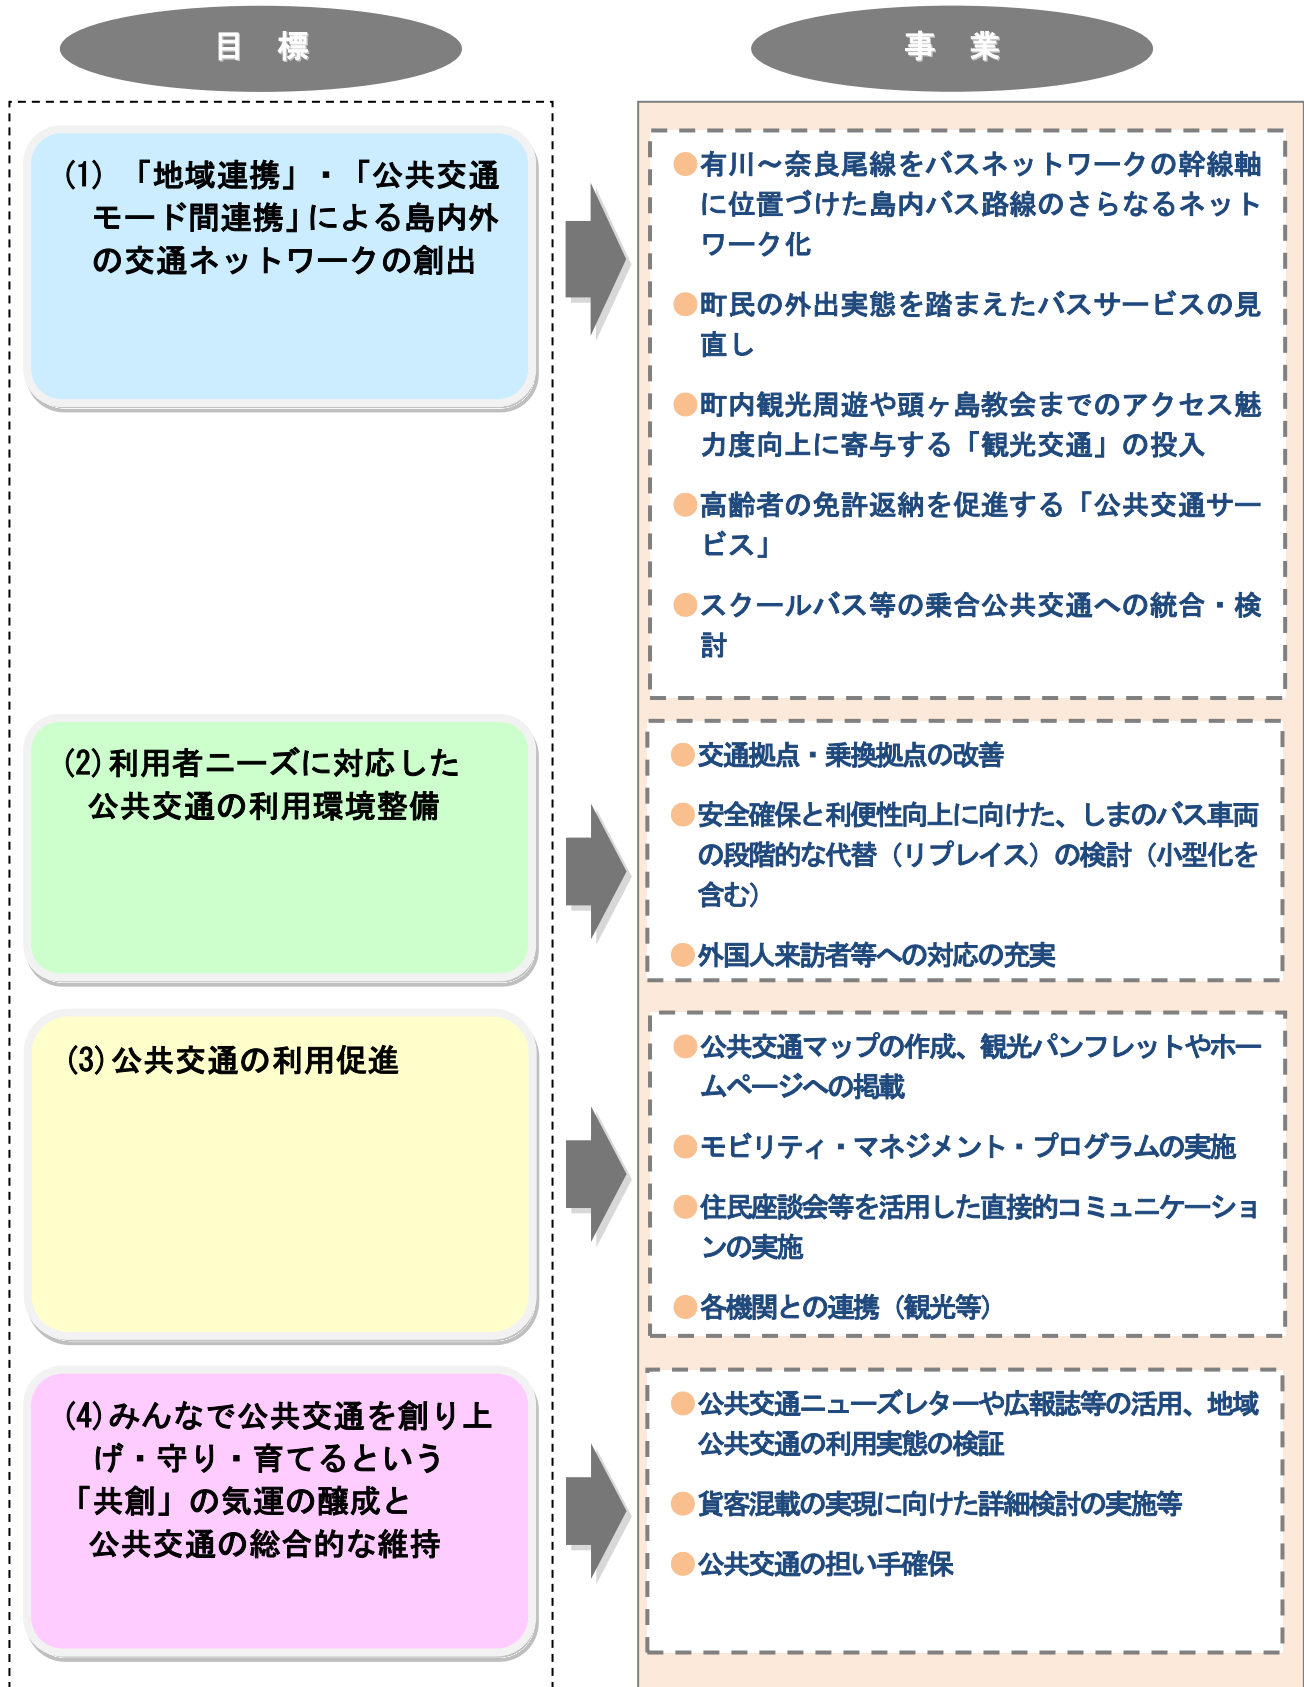 目　標
事　業
(1) 「地域連携」・「公共交通
モード間連携」による島内外
の交通ネットワークの創出
●有川～奈良尾線をバスネットワークの幹線軸
に位置づけた島内バス路線のさらなるネット
ワーク化
●町民の外出実態を踏まえたバスサービスの見
直し
●町内観光周遊や頭ヶ島教会までのアクセス魅
力度向上に寄与する「観光交通」の投入
●高齢者の免許返納を促進する「公共交通サー
ビス」
●スクールバス等の乗合公共交通への統合・検
討
(2)利用者ニーズに対応した
公共交通の利用環境整備
●交通拠点・乗換拠点の改善
●安全確保と利便性向上に向けた、しまのバス車両
の段階的な代替（リプレイス）の検討（小型化を
含む）
●外国人来訪者等への対応の充実
(3)公共交通の利用促進
●公共交通マップの作成、観光パンフレットやホー
ムページへの掲載
●モビリティ・マネジメント・プログラムの実施
●住民座談会等を活用した直接的コミュニケーショ
ンの実施
●各機関との連携（観光等）
(4)みんなで公共交通を創り上
げ・守り・育てるという
「共創」の気運の醸成と
公共交通の総合的な維持
●公共交通ニューズレターや広報誌等の活用、地域
公共交通の利用実態の検証
●貨客混載の実現に向けた詳細検討の実施等
●公共交通の担い手確保